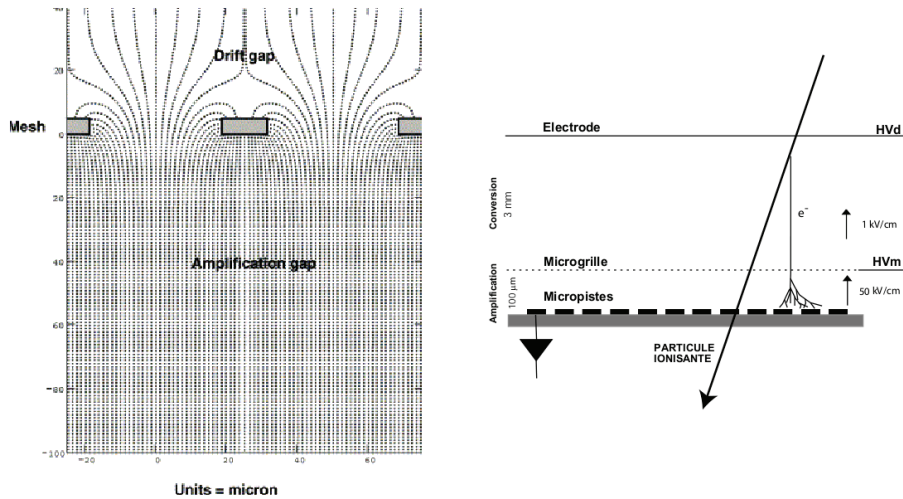 40
Drift gap
20
Mesh
0
-20
Amplification gap
-40
-60
-80
-100
-20
0
20
40
60
Units = micron
Electrode
HVd
Conversion
3 mm
e-
1 kV/cm
Microgrille
HVm
Amplification
100 µm
50 kV/cm
Micropistes
PARTICULE
IONISANTE